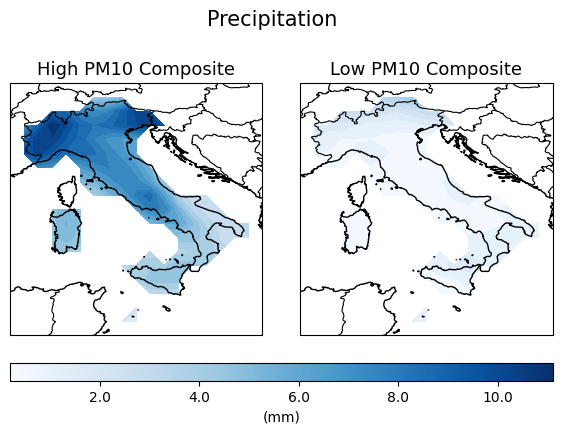 Precipitation
High PM10 Composite
Low PM10 Composite
2.0 4.0 6.0 8.0 10.0
(mm)